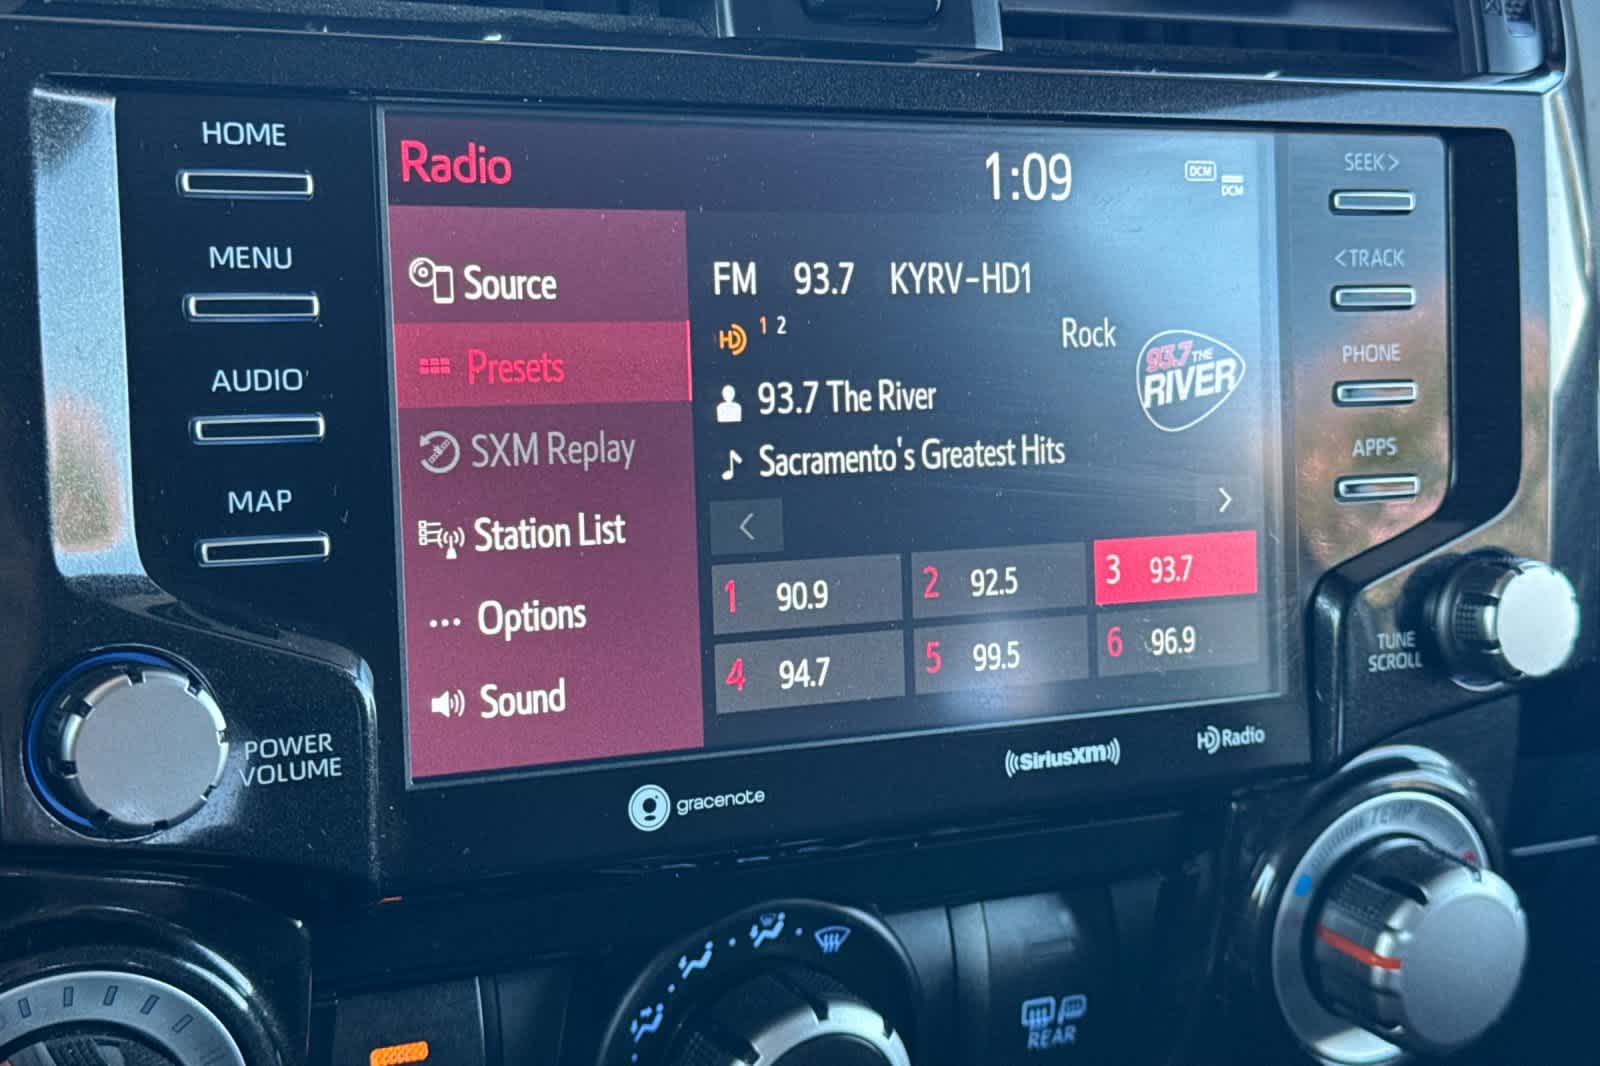 HOME
MENU
AUDIO
MAP
POWER
VOLUME
Radio
1:09
DCM
DCM
Source
Presets
SXM Replay
Station List
Options
Sound
FM 93.7 KYRV-HD1
HD 1 2
Rock
93.7 THE
RIVER
93.7 The River
Sacramento's Greatest Hits
<
>
1 90.9
2 92.5
3 93.7
4 94.7
5 99.5
6 96.9
gracenote
((SiriusXM))
HD Radio
SEEK >
< TRACK
PHONE
APPS
TUNE
SCROLL
TEMP
REAR